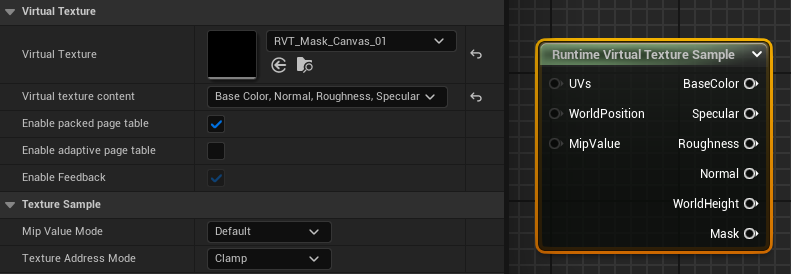 Virtual Texture
Virtual Texture
RVT_Mask_Canvas_01
Virtual texture content
Base Color, Normal, Roughness, Specular
Enable packed page table
Enable adaptive page table
Enable Feedback
Texture Sample
Mip Value Mode
Default
Texture Address Mode
Clamp
Runtime Virtual Texture Sample
UVs
BaseColor
WorldPosition
Specular
MipValue
Roughness
Normal
WorldHeight
Mask